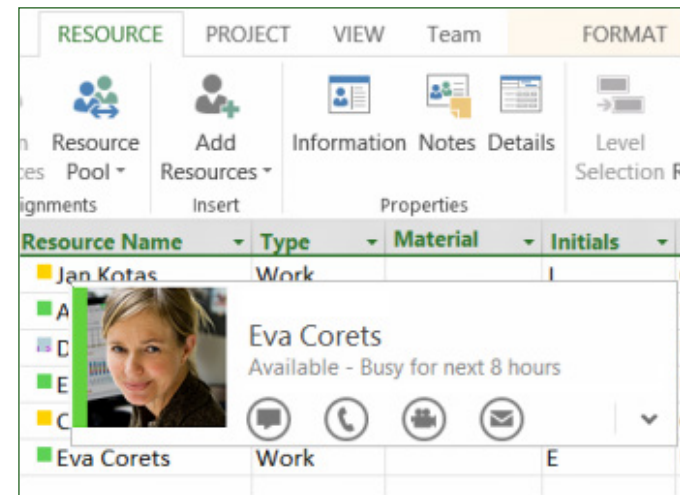 RESOURCE PROJECT VIEW Team FORMAT
Resource Add Information Notes Details Level
Pool Resources Selection
Insert Properties
Resource Name Type Material Initials
Jan Kotas Work J
A
D
E
C
Eva Corets
Available - Busy for next 8 hours
Eva Corets Work E